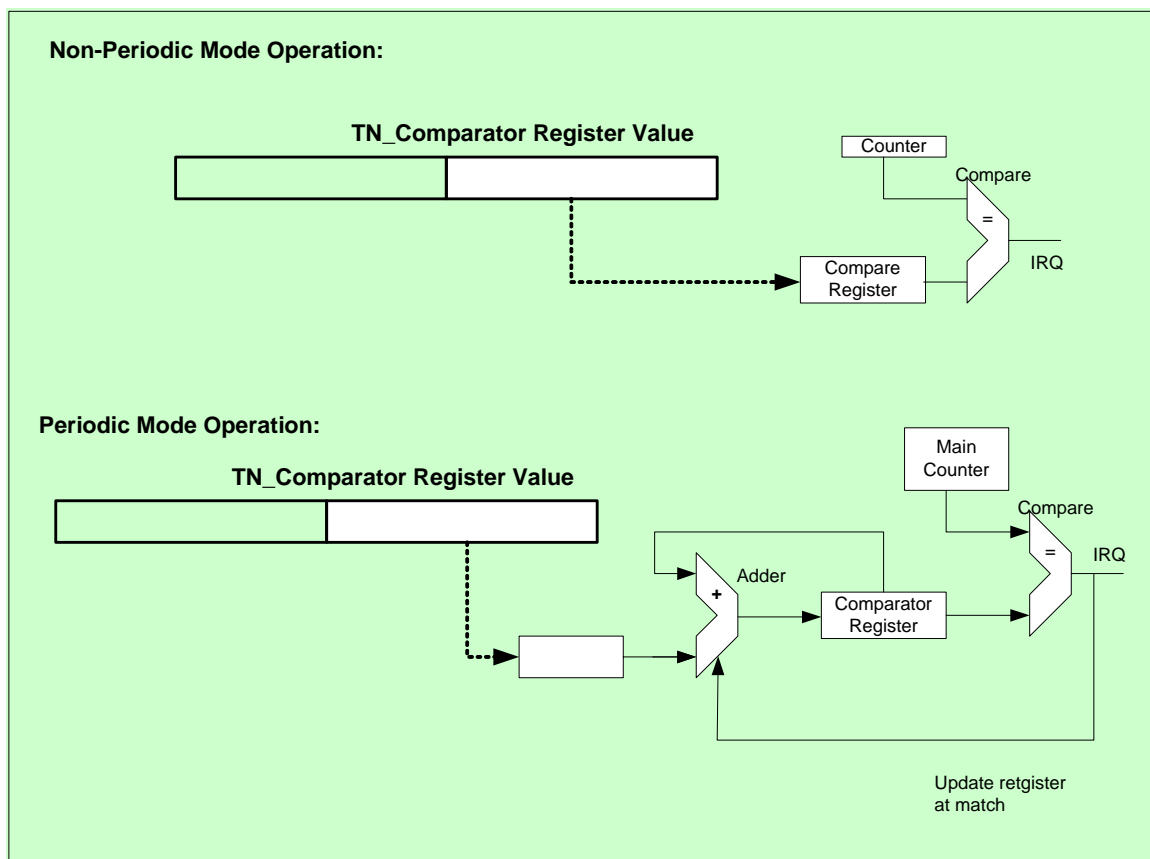 Non-Periodic Mode Operation:
TN_Comparator Register Value
Counter
Compare
=
IRQ
Compare
Register
Periodic Mode Operation:
TN_Comparator Register Value
Main
Counter
Compare
=
IRQ
Adder
+
Comparator
Register
Update retgister
at match